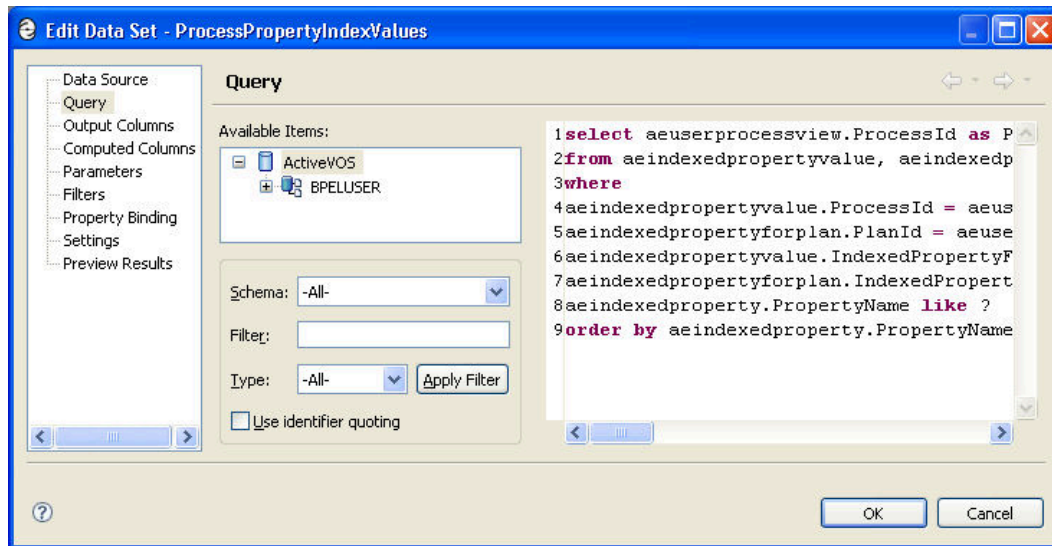 Edit Data Set - ProcessPropertyIndexValues
Data Source
Query
Output Columns
Computed Columns
Parameters
Filters
Property Binding
Settings
Preview Results
Query
Available Items:
ActiveVOS
BPELUSER
Schema: -All-
Filter:
Type: -All- Apply Filter
Use identifier quoting
1select aeuserprocessview.ProcessId as P
2from aeindexedpropertyvalue, aeindexedp
3where
4aeindexedpropertyvalue.ProcessId = aeus
5aeindexedpropertyforplan.PlanId = aeuse
6aeindexedpropertyvalue.IndexedPropertyF
7aeindexedpropertyforplan.IndexedPropert
8aeindexedproperty.PropertyName like ?
9order by aeindexedproperty.PropertyName
OK Cancel